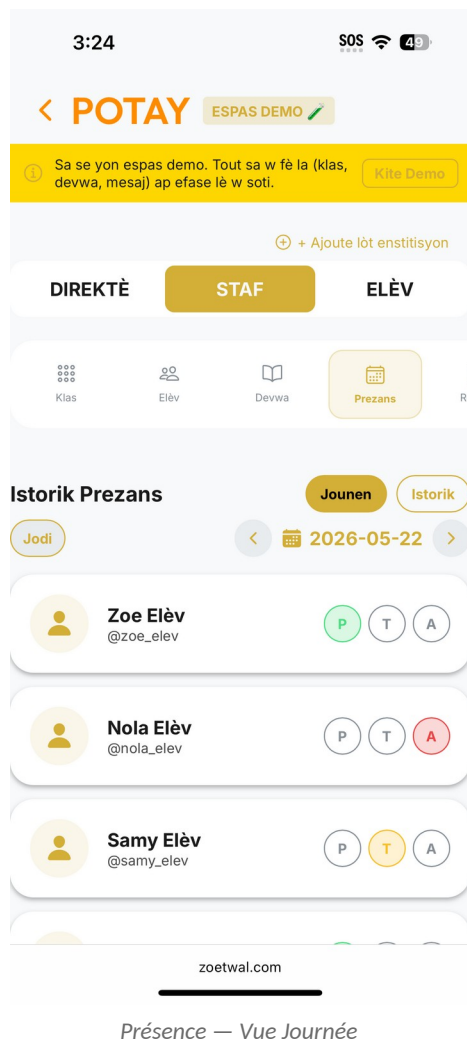 3:24
SOS
49
POTAY
ESPAS DEMO
Sa se yon espas demo. Tout sa w fè la (klas,
devwa, mesaj) ap efase lè w soti.
Kite Demo
+ Ajoute lòt enstitisyon
DIREKTÈ
STAF
ELÈV
Klas
Elèv
Devwa
Prezans
R
Istorik Prezans
Jounen
Istorik
Jodi
2026-05-22
Zoe Elèv
@zoe_elev
P T A
Nola Elèv
@nola_elev
P T A
Samy Elèv
@samy_elev
P T A
zoetwal.com
Présence — Vue Journée